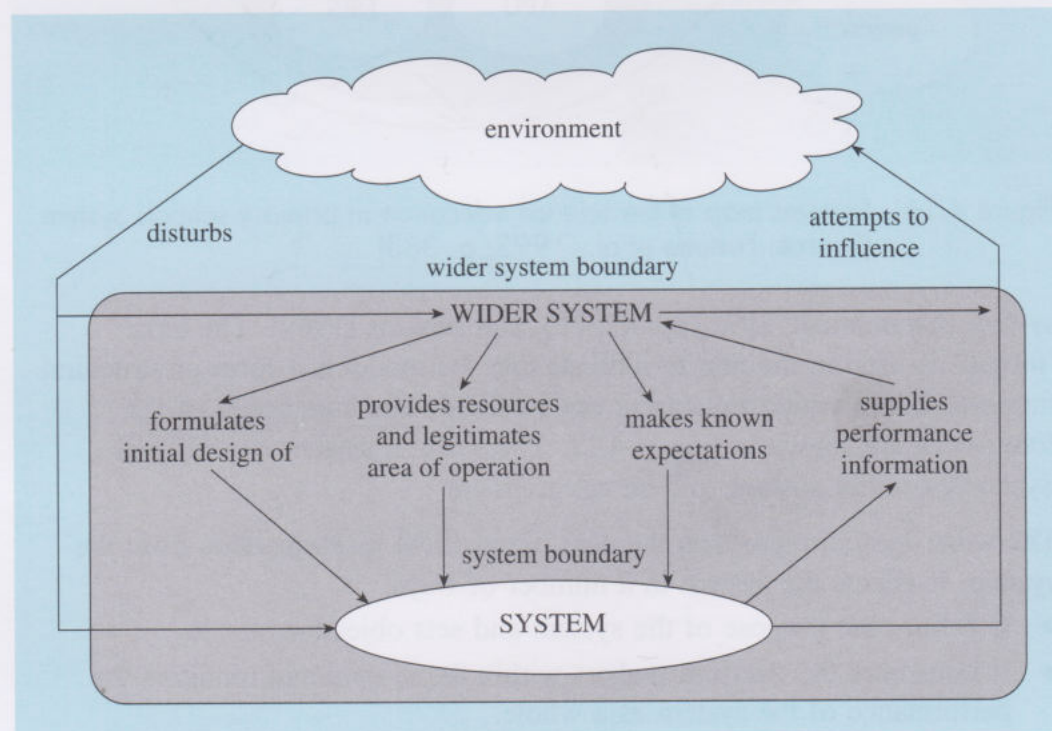 environment
disturbs
attempts to
influence
wider system boundary
WIDER SYSTEM
formulates
initial design of
provides resources
and legitimates
area of operation
makes known
expectations
supplies
performance
information
system boundary
SYSTEM